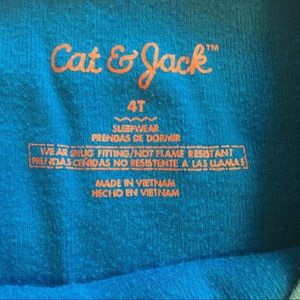 Cat & Jack™
4T
SLEEPWEAR
PRENDAS DE DORMIR
WEAR SNUG FITTING/NOT FLAME RESISTANT
PRENDAS CEÑIDAS NO RESISTENTE A LAS LLAMAS
MADE IN VIETNAM
HECHO EN VIETNAM